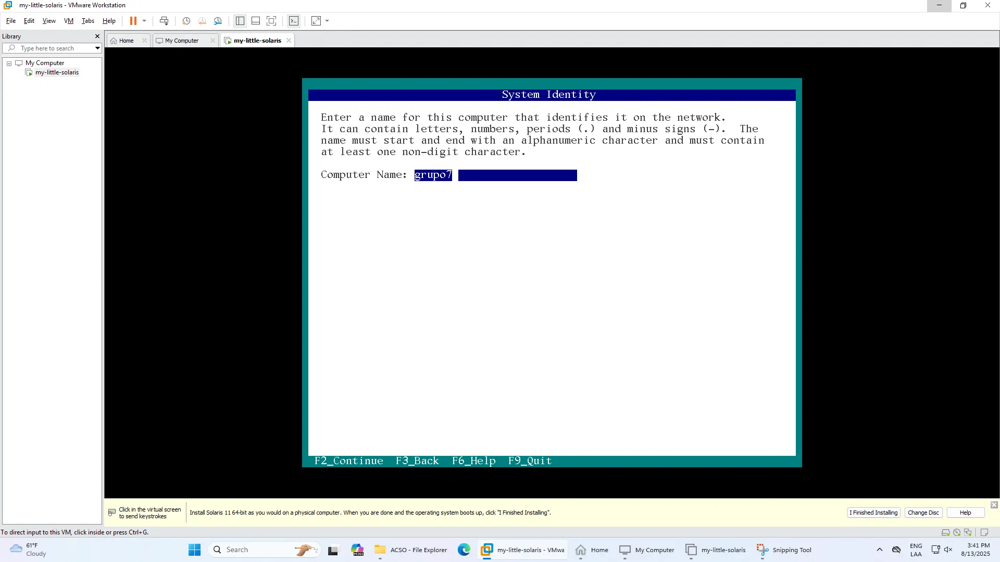 my-little-solaris - VMware Workstation
File Edit View VM Tabs Help
Library
Type here to search
My Computer
my-little-solaris
Home My Computer my-little-solaris
System Identity
Enter a name for this computer that identifies it on the network.
It can contain letters, numbers, periods (.) and minus signs (-). The
name must start and end with an alphanumeric character and must contain
at least one non-digit character.
Computer Name: grupo7
F2_Continue F3_Back F6_Help F9_Quit
Click in the virtual screen
to send keystrokes
Install Solaris 11 64-bit as you would on a physical computer. When you are done and the operating system boots up, click "I Finished Installing".
I Finished Installing Change Disc Help
To direct input to this VM, click inside or press Ctrl+G.
61°F
Cloudy
Search
M365
ACSO - File Explorer
my-little-solaris - VMwa
Home
My Computer
my-little-solaris
Snipping Tool
ENG
LAA
3:41 PM
8/13/2025